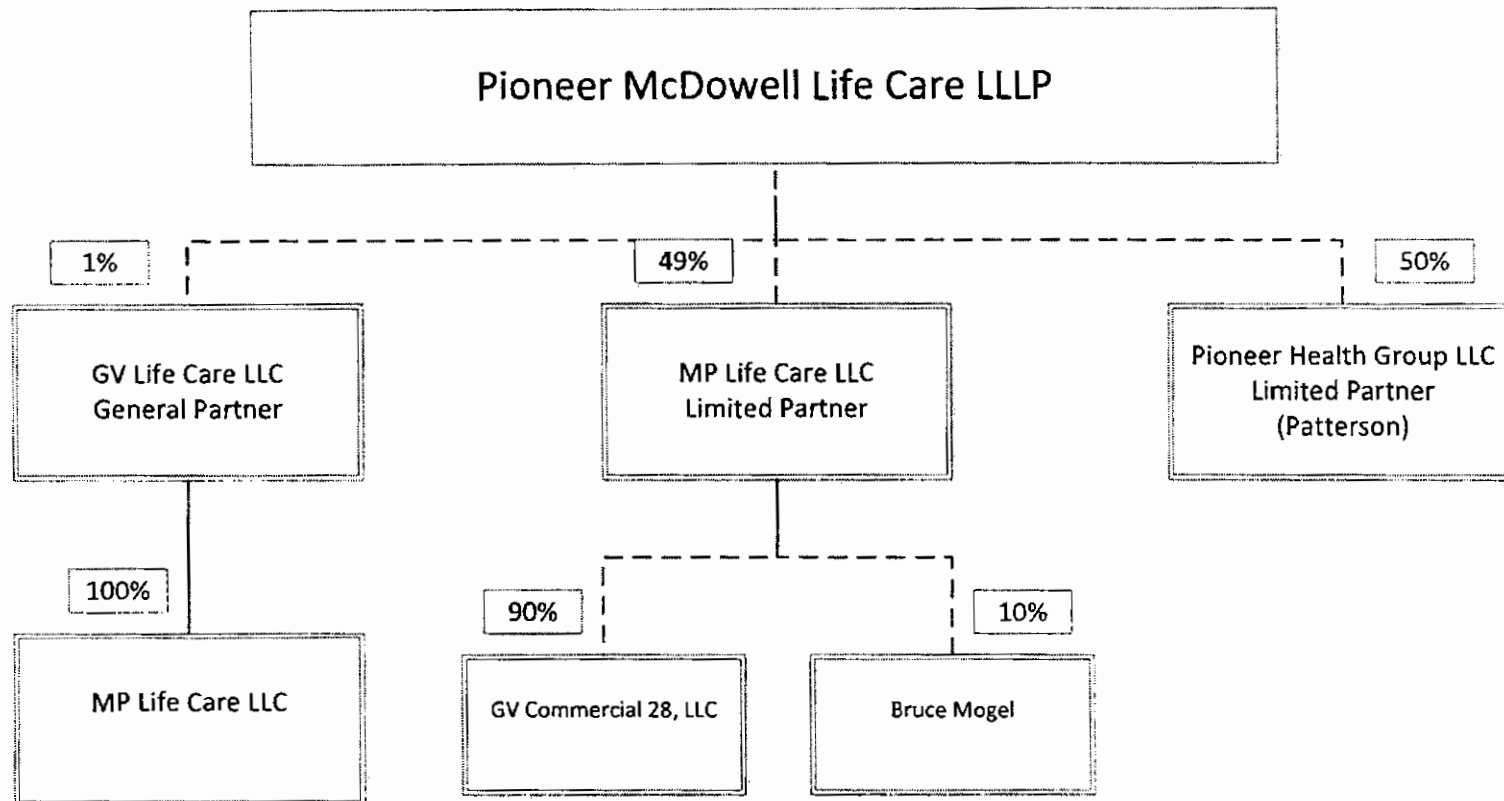 Pioneer McDowell Life Care LLLP
1%
49%
50%
GV Life Care LLC
General Partner
MP Life Care LLC
Limited Partner
Pioneer Health Group LLC
Limited Partner
(Patterson)
100%
90%
10%
MP Life Care LLC
GV Commercial 28, LLC
Bruce Mogel